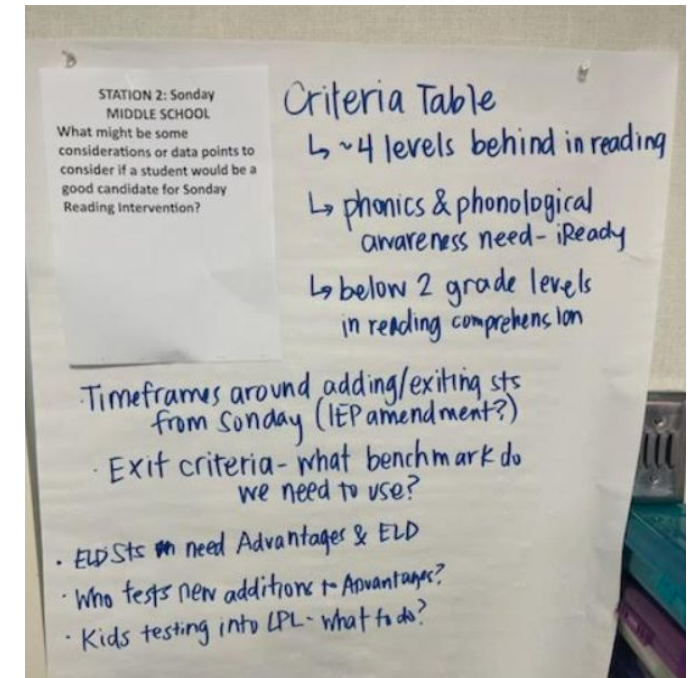 STATION 2: Sonday
MIDDLE SCHOOL
What might be some
considerations or data points to
consider if a student would be a
good candidate for Sonday
Reading Intervention?
Criteria Table
↳ ~4 levels behind in reading
↳ phonics & phonological
awareness need - iReady
↳ below 2 grade levels
in reading comprehension
· Timeframes around adding/exiting sts
from Sonday (IEP amendment?)
· Exit criteria - what benchmark do
we need to use?
· ELD Sts need Advantages & ELD
· Who tests new additions to Advantages?
· Kids testing into LPL - what to do?